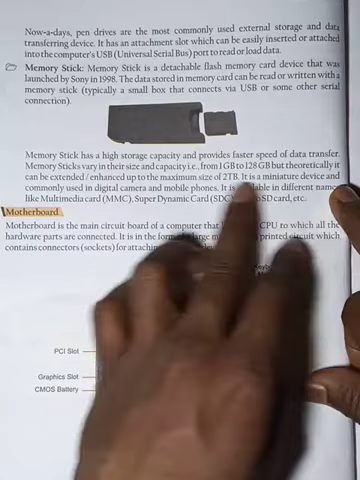 Now-a-days, pen drives are the most commonly used external storage and data
transferring device. It has an attachment slot which can be easily inserted or attached
into the computer's USB (Universal Serial Bus) port to read or load data.
Memory Stick: Memory Stick is a detachable flash memory card device that was
launched by Sony in 1998. The data stored in memory card can be read or written with a
memory stick (typically a small box that connects via USB or some other serial
connection).
Memory Stick has a high storage capacity and provides faster speed of data transfer.
Memory Sticks vary in their size and capacity i.e., from 1GB to 128 GB but theoretically it
can be extended / enhanced up to the maximum size of 2TB. It is a miniature device and
commonly used in digital camera and mobile phones. It is in different
like Multimedia card (MMC), Super Dynamic Card (SDC) SD card, etc.
Motherboard
Motherboard is the main circuit board of a computer that CPU to which all the
hardware parts are connected. It is in the form printed circuit which
contains connectors (sockets) for
PCI Slot
Graphics Slot
CMOS Battery